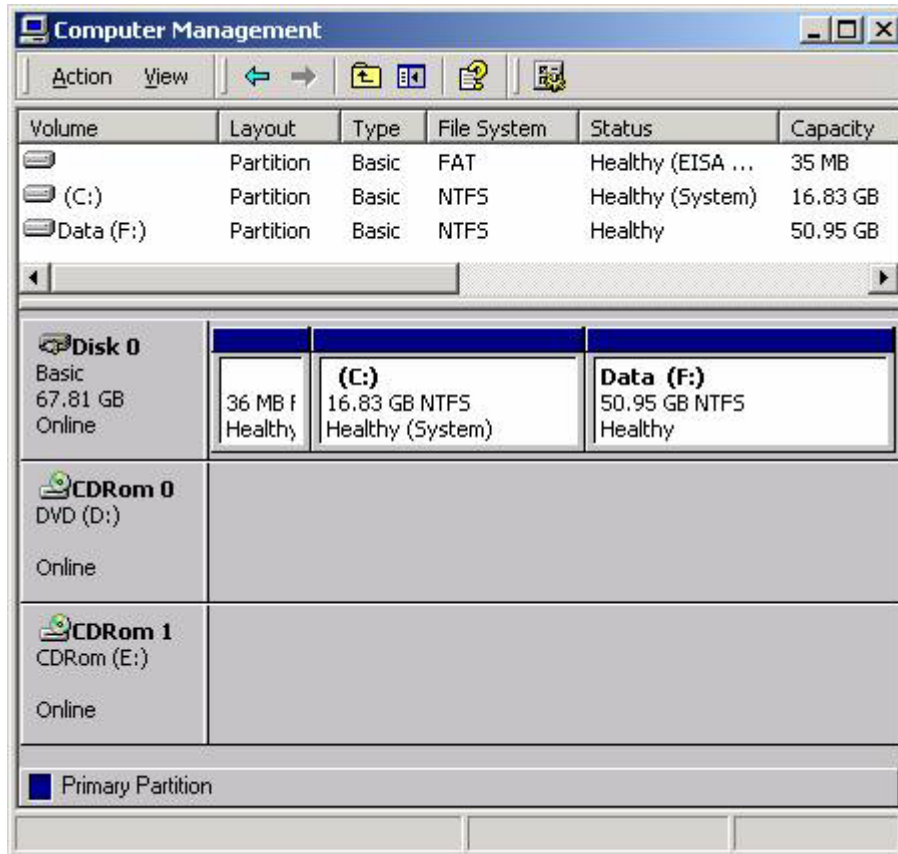 Computer Management
Action View
Volume Layout Type File System Status Capacity
Partition Basic FAT Healthy (EISA ... 35 MB
(C:) Partition Basic NTFS Healthy (System) 16.83 GB
Data (F:) Partition Basic NTFS Healthy 50.95 GB
Disk 0
Basic
67.81 GB
Online
36 MB F
Healthy
(C:)
16.83 GB NTFS
Healthy (System)
Data (F:)
50.95 GB NTFS
Healthy
CDRom 0
DVD (D:)
Online
CDRom 1
CDRom (E:)
Online
Primary Partition